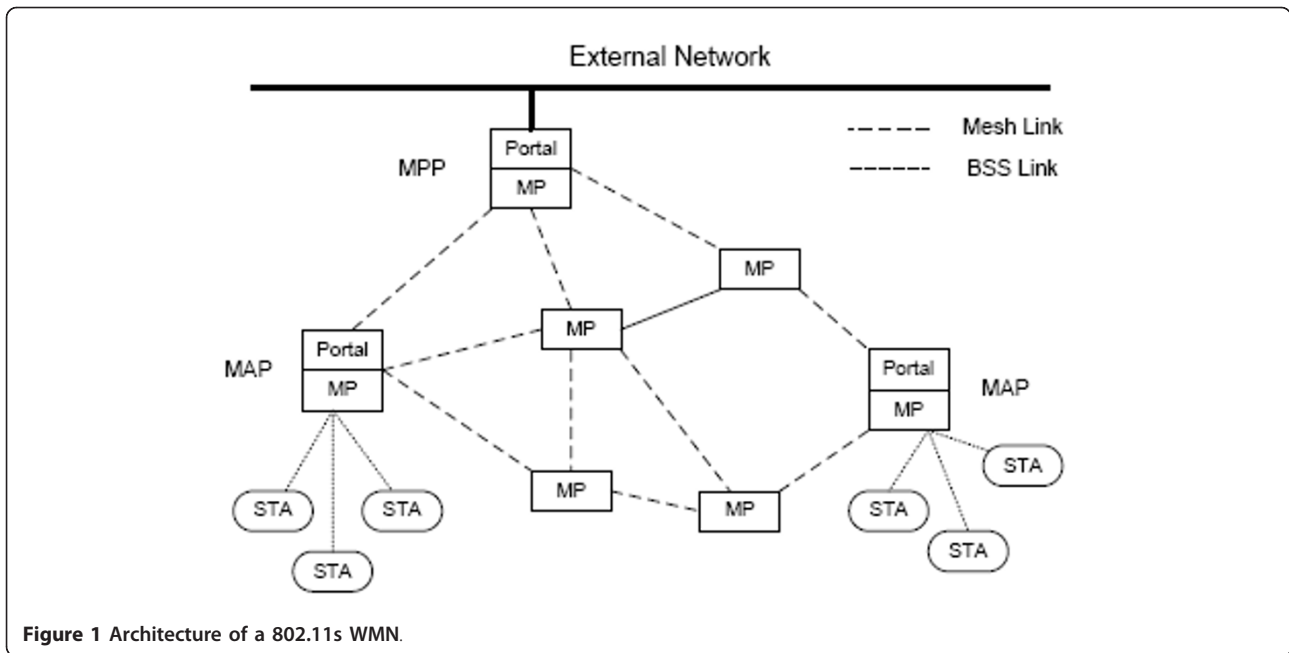 External Network
Mesh Link
BSS Link
MPP
Portal
MP
MP
MP
MAP
Portal
MP
Portal
MP
MAP
STA
STA
STA
MP
MP
STA
STA
STA
Figure 1 Architecture of a 802.11s WMN.